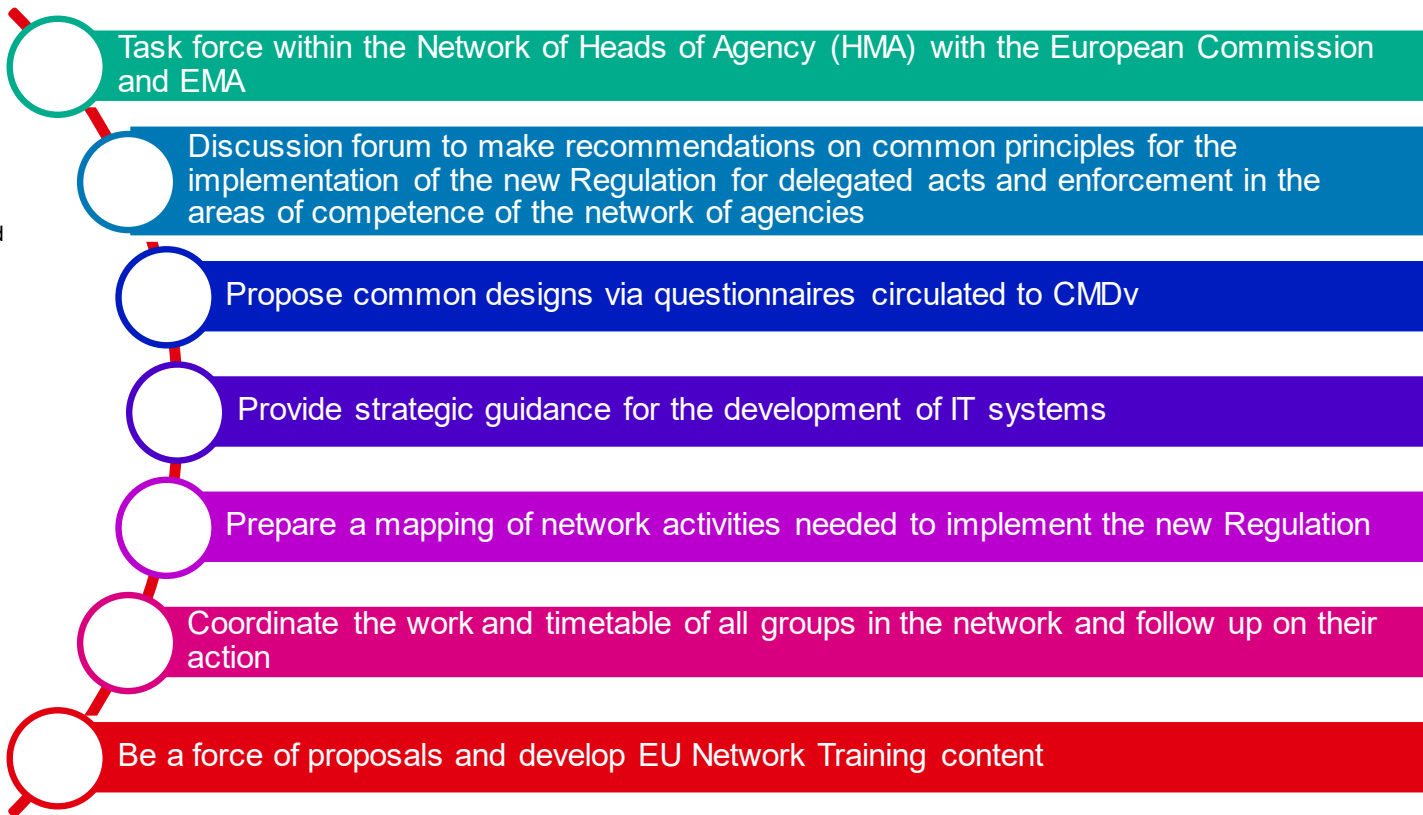 Task force within the Network of Heads of Agency (HMA) with the European Commission
and EMA
Discussion forum to make recommendations on common principles for the
implementation of the new Regulation for delegated acts and enforcement in the
areas of competence of the network of agencies
Propose common designs via questionnaires circulated to CMDv
Provide strategic guidance for the development of IT systems
Prepare a mapping of network activities needed to implement the new Regulation
Coordinate the work and timetable of all groups in the network and follow up on their
action
Be a force of proposals and develop EU Network Training content